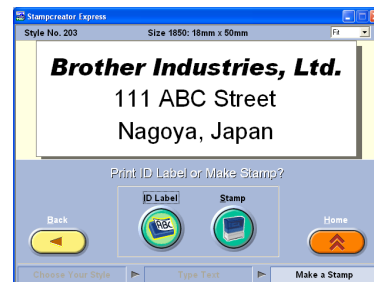 Stampcreator Express
Style No. 203 Size 1850: 18mm x 50mm Fit
Brother Industries, Ltd.
111 ABC Street
Nagoya, Japan
Print ID Label or Make Stamp?
ID Label Stamp
ABC
Back Home
Choose Your Style Type Text Make a Stamp